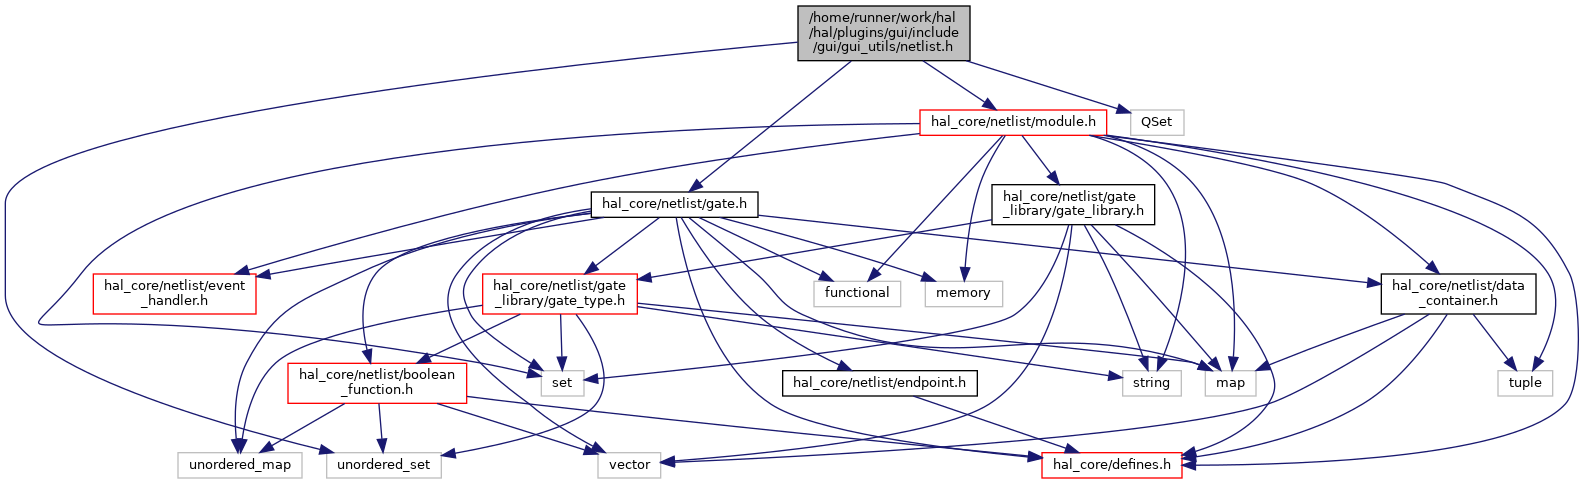 /home/runner/work/hal
/hal/plugins/gui/include
/gui/gui_utils/netlist.h
hal_core/netlist/module.h
QSet
hal_core/netlist/gate.h
hal_core/netlist/gate
_library/gate_library.h
hal_core/netlist/event
_handler.h
hal_core/netlist/gate
_library/gate_type.h
functional
memory
hal_core/netlist/data
_container.h
hal_core/netlist/boolean
_function.h
set
hal_core/netlist/endpoint.h
string
map
tuple
unordered_map
unordered_set
vector
hal_core/defines.h